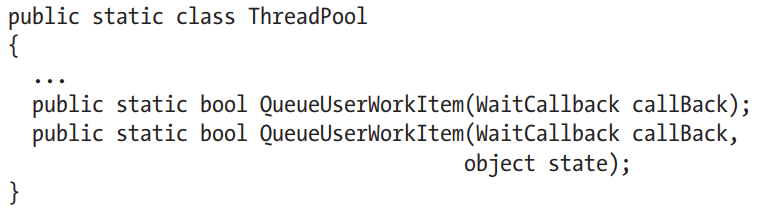 public static class ThreadPool
{
  ...
  public static bool QueueUserWorkItem(WaitCallback callBack);
  public static bool QueueUserWorkItem(WaitCallback callBack,
                                       object state);
}